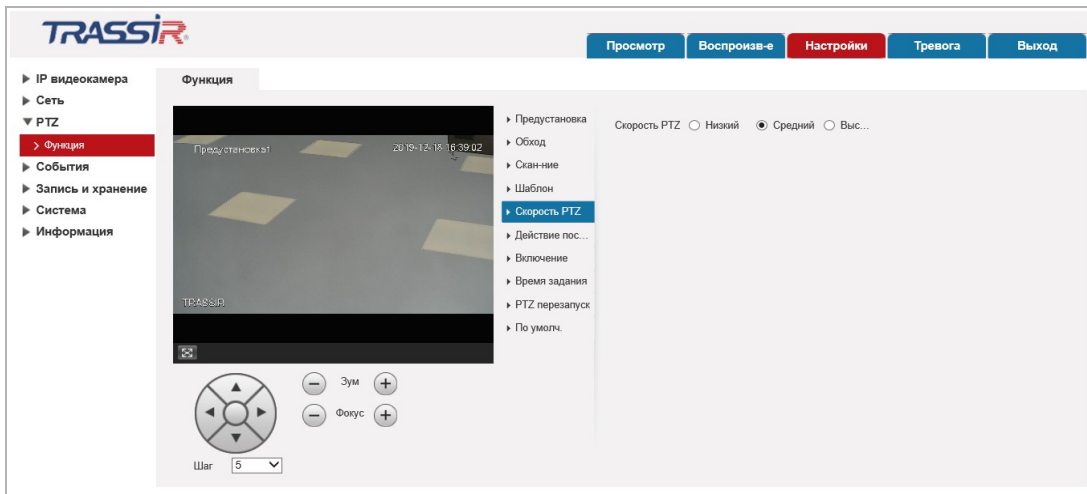 TRASSIR
Просмотр
Воспроизв-е
Настройки
Тревога
Выход
IP видеокамера
Сеть
PTZ
Функция
События
Запись и хранение
Система
Информация
Функция
Предустановка1
2019-12-18 16:39:02
TRASSIR
Предустановка
Обход
Скан-ние
Шаблон
Скорость PTZ
Действие пос...
Включение
Время задания
PTZ перезапуск
По умолч.
Скорость PTZ Низкий Средний Выс...
Зум
Фокус
Шаг 5